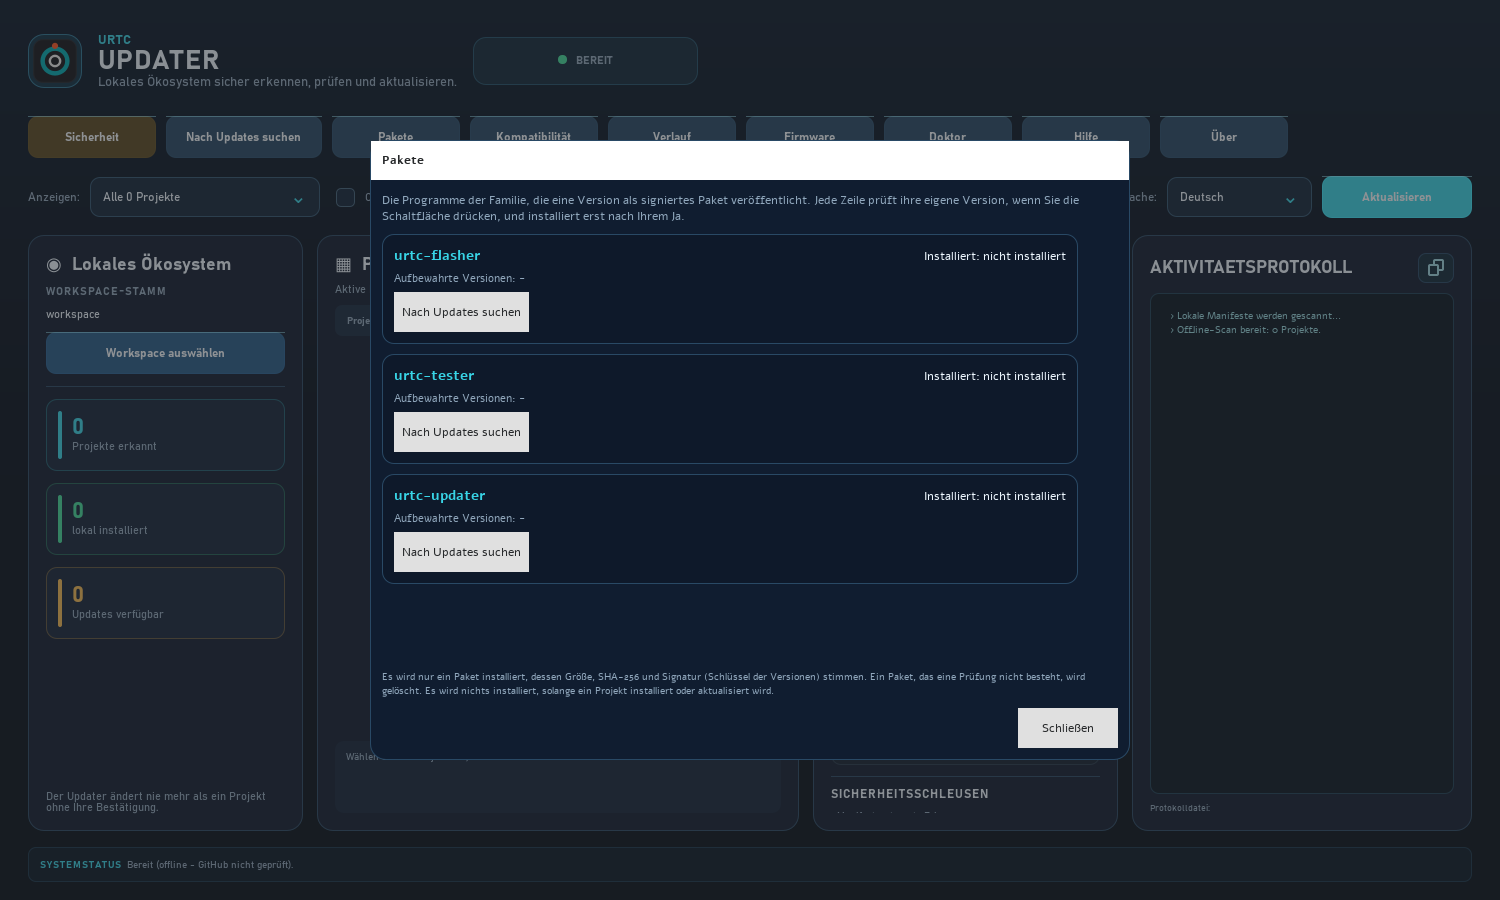 URTC
UPDATER
Lokales Ökosystem sicher erkennen, prüfen und aktualisieren.
BEREIT
Sicherheit
Nach Updates suchen
Pakete
Kompatibilität
Verlauf
Firmware
Doktor
Hilfe
Über
Anzeigen:
Alle 0 Projekte
Deutsch
Aktualisieren
Pakete
Die Programme der Familie, die eine Version als signiertes Paket veröffentlicht. Jede Zeile prüft ihre eigene Version, wenn Sie die
Schaltfläche drücken, und installiert erst nach Ihrem Ja.
urtc-flasher
Installiert: nicht installiert
Aufbewahrte Versionen: -
Nach Updates suchen
urtc-tester
Installiert: nicht installiert
Aufbewahrte Versionen: -
Nach Updates suchen
urtc-updater
Installiert: nicht installiert
Aufbewahrte Versionen: -
Nach Updates suchen
Es wird nur ein Paket installiert, dessen Größe, SHA-256 und Signatur (Schlüssel der Versionen) stimmen. Ein Paket, das eine Prüfung nicht besteht, wird
gelöscht. Es wird nichts installiert, solange ein Projekt installiert oder aktualisiert wird.
Schließen
Lokales Ökosystem
WORKSPACE-STAMM
workspace
Workspace auswählen
0
Projekte erkannt
0
lokal installiert
0
Updates verfügbar
Der Updater ändert nie mehr als ein Projekt
ohne Ihre Bestätigung.
Aktive
SICHERHEITSSCHLEUSEN
AKTIVITAETSPROTOKOLL
› Lokale Manifeste werden gescannt...
› Offline-Scan bereit: 0 Projekte.
Protokolldatei:
SYSTEMSTATUS Bereit (offline - GitHub nicht geprüft).